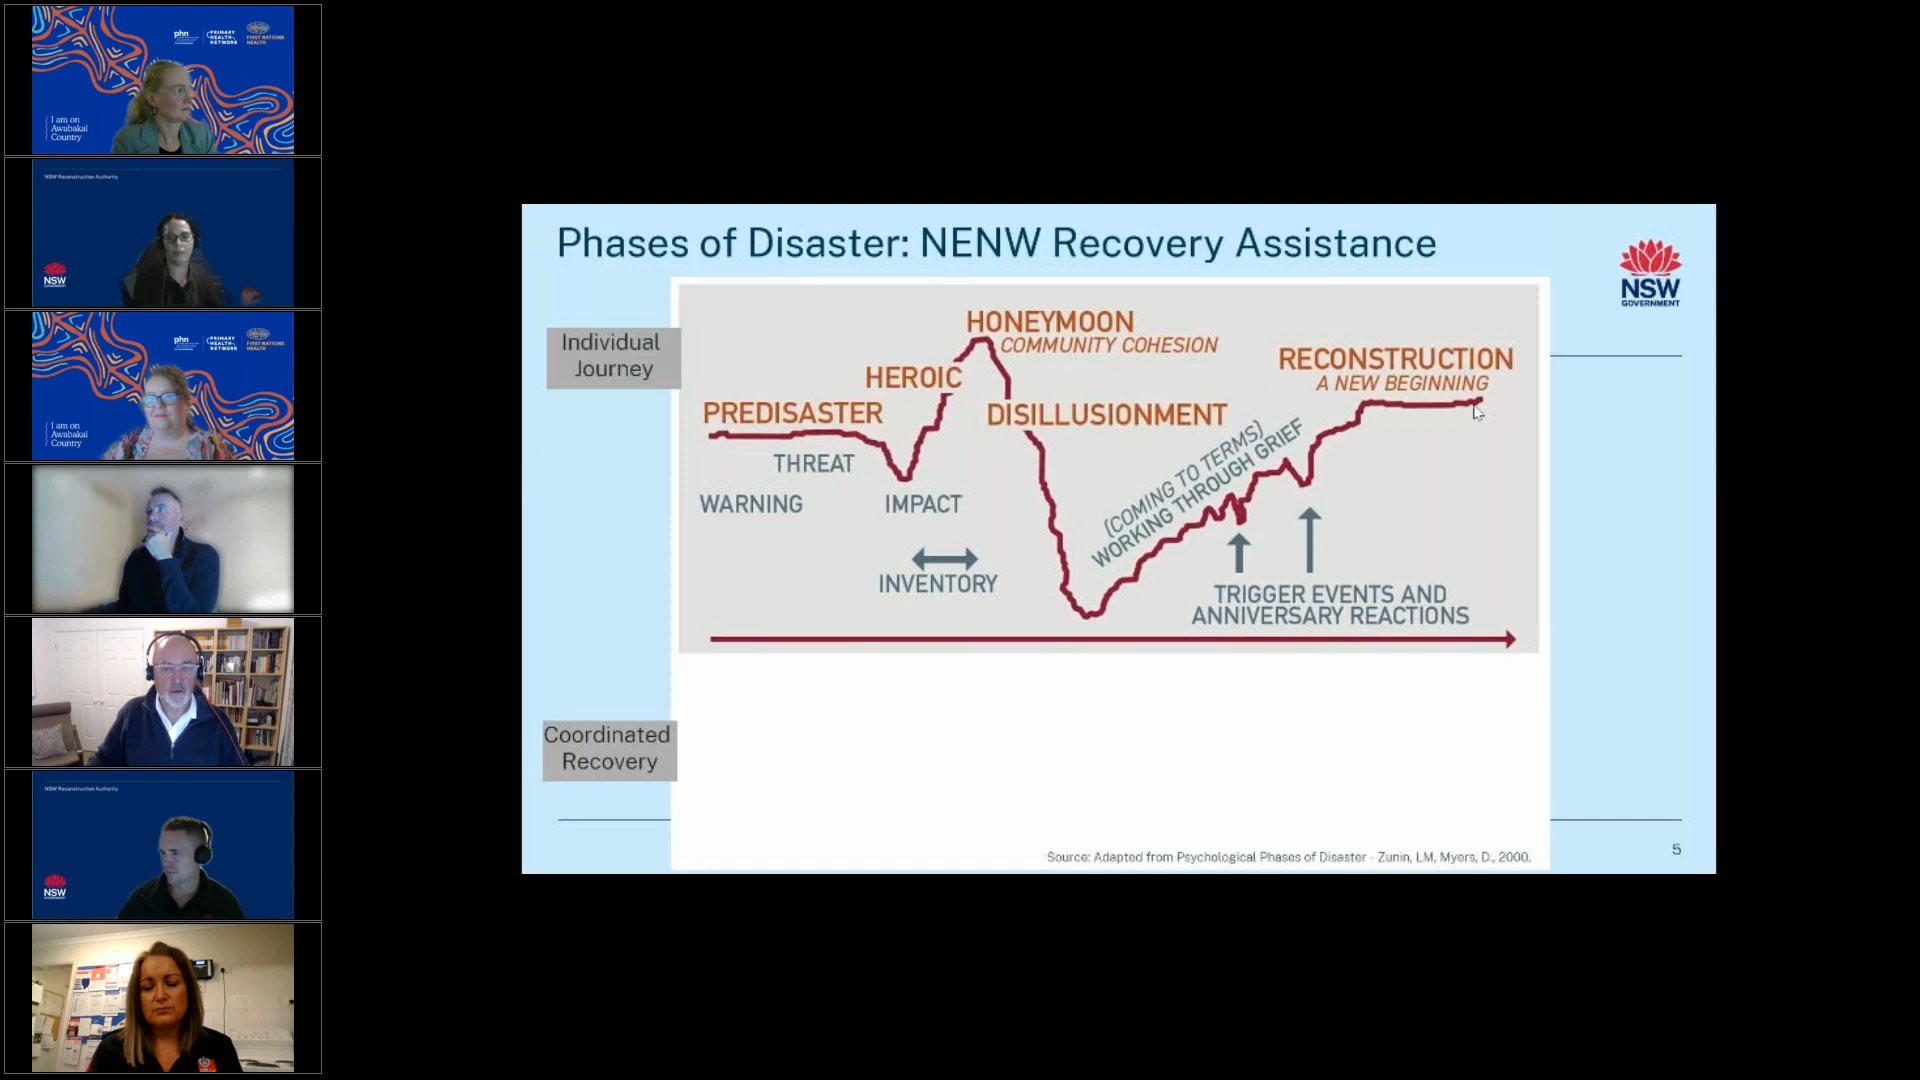 phn
PRIMARY
HEALTH
NETWORK
FIRST NATIONS
HEALTH
I am on
Awabakal
Country
NSW Reconstruction Authority
NSW
GOVERNMENT
phn
PRIMARY
HEALTH
NETWORK
FIRST NATIONS
HEALTH
I am on
Awabakal
Country
NSW Reconstruction Authority
NSW
GOVERNMENT
Phases of Disaster: NENW Recovery Assistance
NSW
GOVERNMENT
Individual
Journey
HONEYMOON
COMMUNITY COHESION
RECONSTRUCTION
A NEW BEGINNING
HEROIC
PREDISASTER
DISILLUSIONMENT
THREAT
WARNING
IMPACT
(COMING TO TERMS)
WORKING THROUGH GRIEF
INVENTORY
TRIGGER EVENTS AND
ANNIVERSARY REACTIONS
Coordinated
Recovery
Source: Adapted from Psychological Phases of Disaster - Zunin, LM, Myers, D., 2000.
5